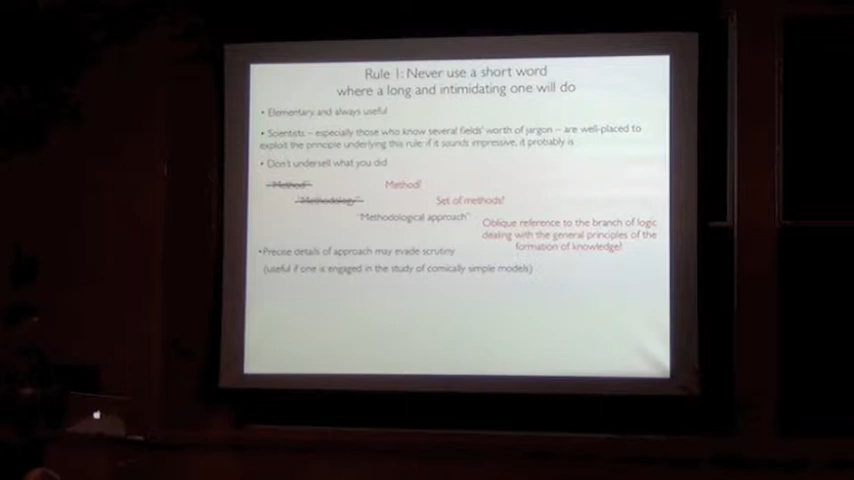 Rule 1: Never use a short word
where a long and intimidating one will do
• Elementary and always useful
• Scientists – especially those who know several fields' worth of jargon – are well-placed to
exploit the principle underlying this rule: if it sounds impressive, it probably is
• Don't undersell what you did
"Method" Method!
"Methodology" Set of methods!
"Methodological approach" Oblique reference to the branch of logic
dealing with the general principles of the
formation of knowledge!
• Precise details of approach may evade scrutiny
(useful if one is engaged in the study of comically simple models)